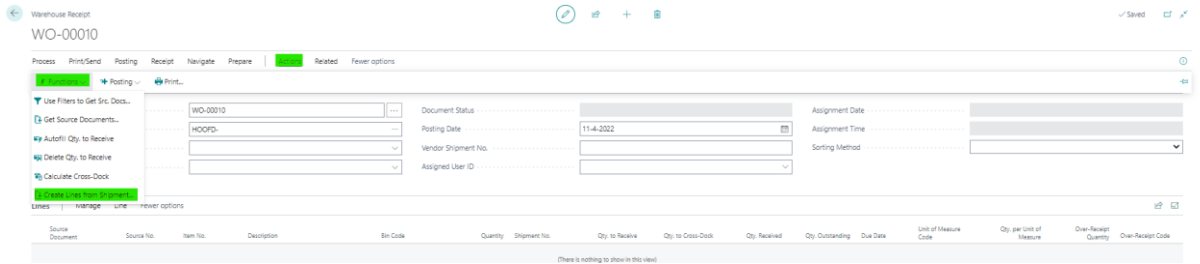 Warehouse Receipt
Saved
WO-00010
Process Print/Send Posting Receipt Navigate Prepare Actions Related Fewer options
Functions Posting Print...
Use Filters to Get Src. Docs...
Get Source Documents...
Autofill Qty. to Receive
Delete Qty. to Receive
Calculate Cross-Dock
Create Lines from Shipment...
WO-00010 Document Status Assignment Date
HOOFD- Posting Date 11-4-2022 Assignment Time
Vendor Shipment No. Sorting Method
Assigned User ID
Lines Manage Line Fewer options
Source Document Source No. Item No. Description Bin Code Quantity Shipment No. Qty. to Receive Qty. to Cross-Dock Qty. Received Qty. Outstanding Due Date Unit of Measure Code Qty. per Unit of Measure Over-Receipt Quantity Over-Receipt Code
(There is nothing to show in this view)